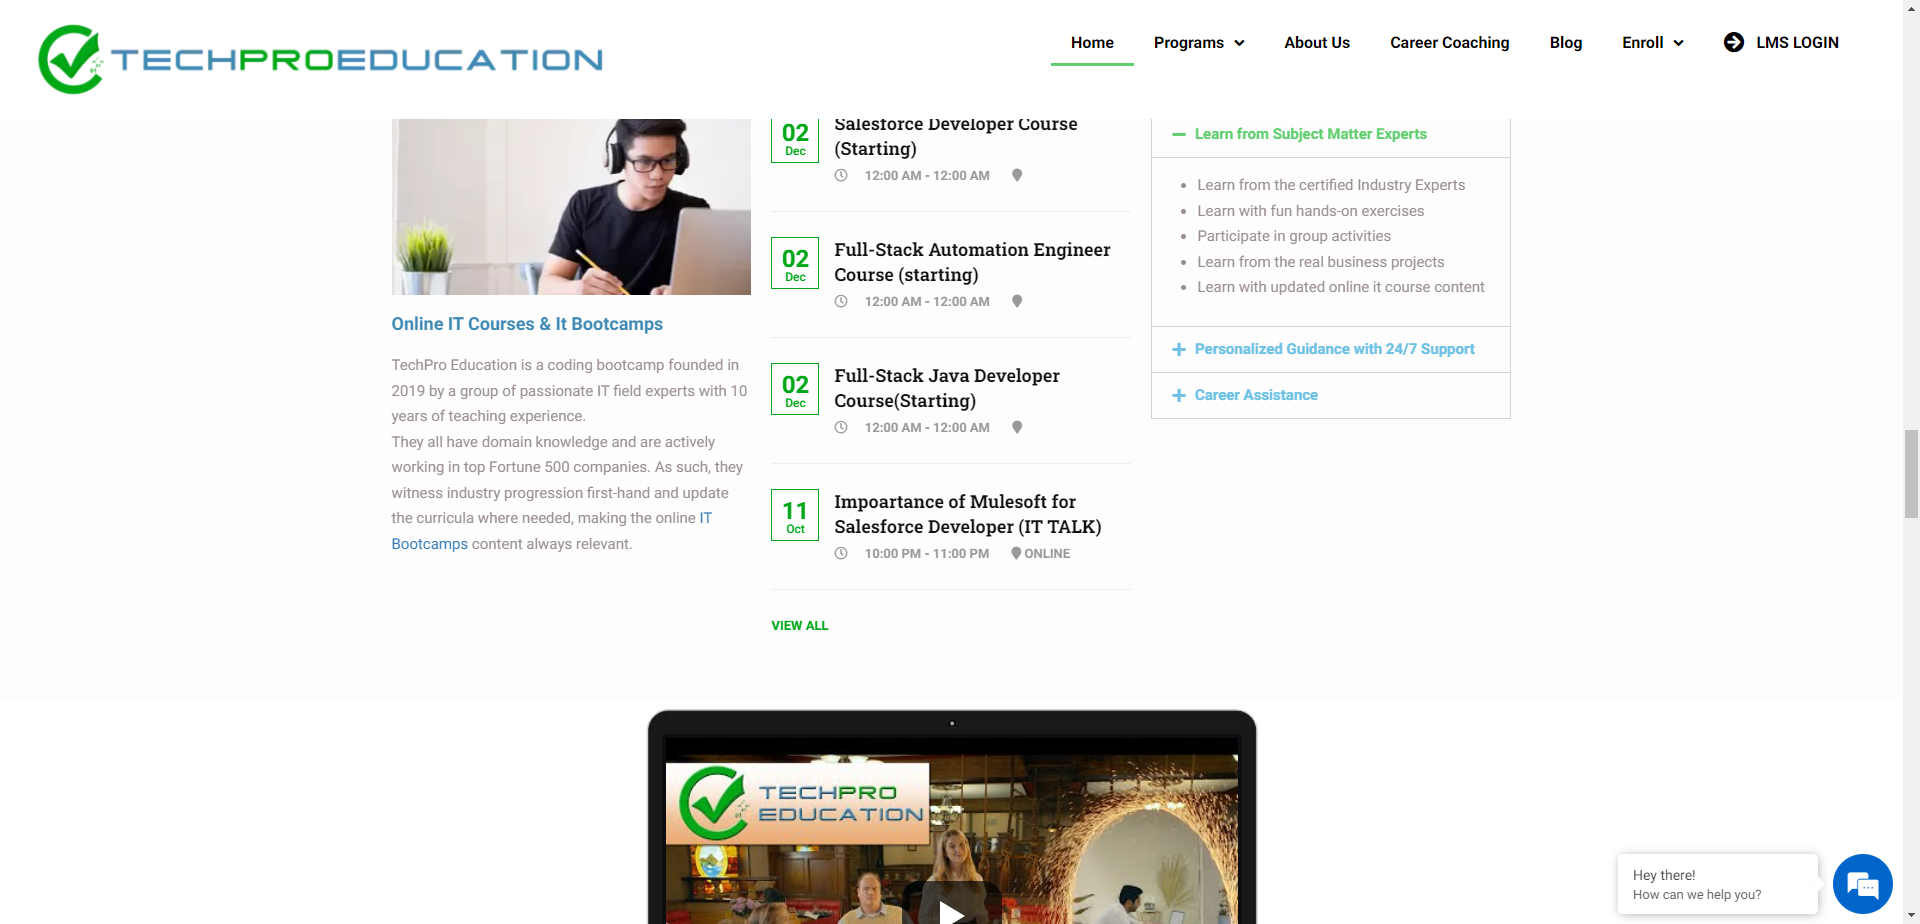 TECHPROEDUCATION
Home
Programs
About Us
Career Coaching
Blog
Enroll
LMS LOGIN
Online IT Courses & It Bootcamps
TechPro Education is a coding bootcamp founded in
2019 by a group of passionate IT field experts with 10
years of teaching experience.
They all have domain knowledge and are actively
working in top Fortune 500 companies. As such, they
witness industry progression first-hand and update
the curricula where needed, making the online IT
Bootcamps content always relevant.
02
Dec
Salesforce Developer Course
(Starting)
12:00 AM - 12:00 AM
02
Dec
Full-Stack Automation Engineer
Course (starting)
12:00 AM - 12:00 AM
02
Dec
Full-Stack Java Developer
Course(Starting)
12:00 AM - 12:00 AM
11
Oct
Impoartance of Mulesoft for
Salesforce Developer (IT TALK)
10:00 PM - 11:00 PM ONLINE
VIEW ALL
Learn from Subject Matter Experts
Learn from the certified Industry Experts
Learn with fun hands-on exercises
Participate in group activities
Learn from the real business projects
Learn with updated online it course content
Personalized Guidance with 24/7 Support
Career Assistance
TECHPRO
EDUCATION
Hey there!
How can we help you?